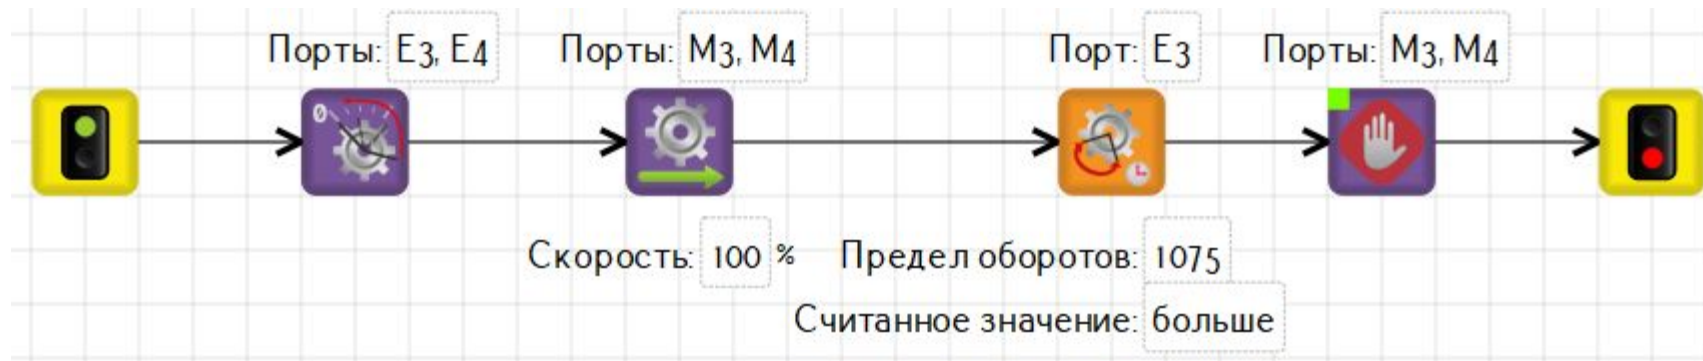 Порты: E3, E4 Порты: M3, M4 Порт: E3 Порты: M3, M4
0
Скорость: 100 % Предел оборотов: 1075
Считанное значение: больше